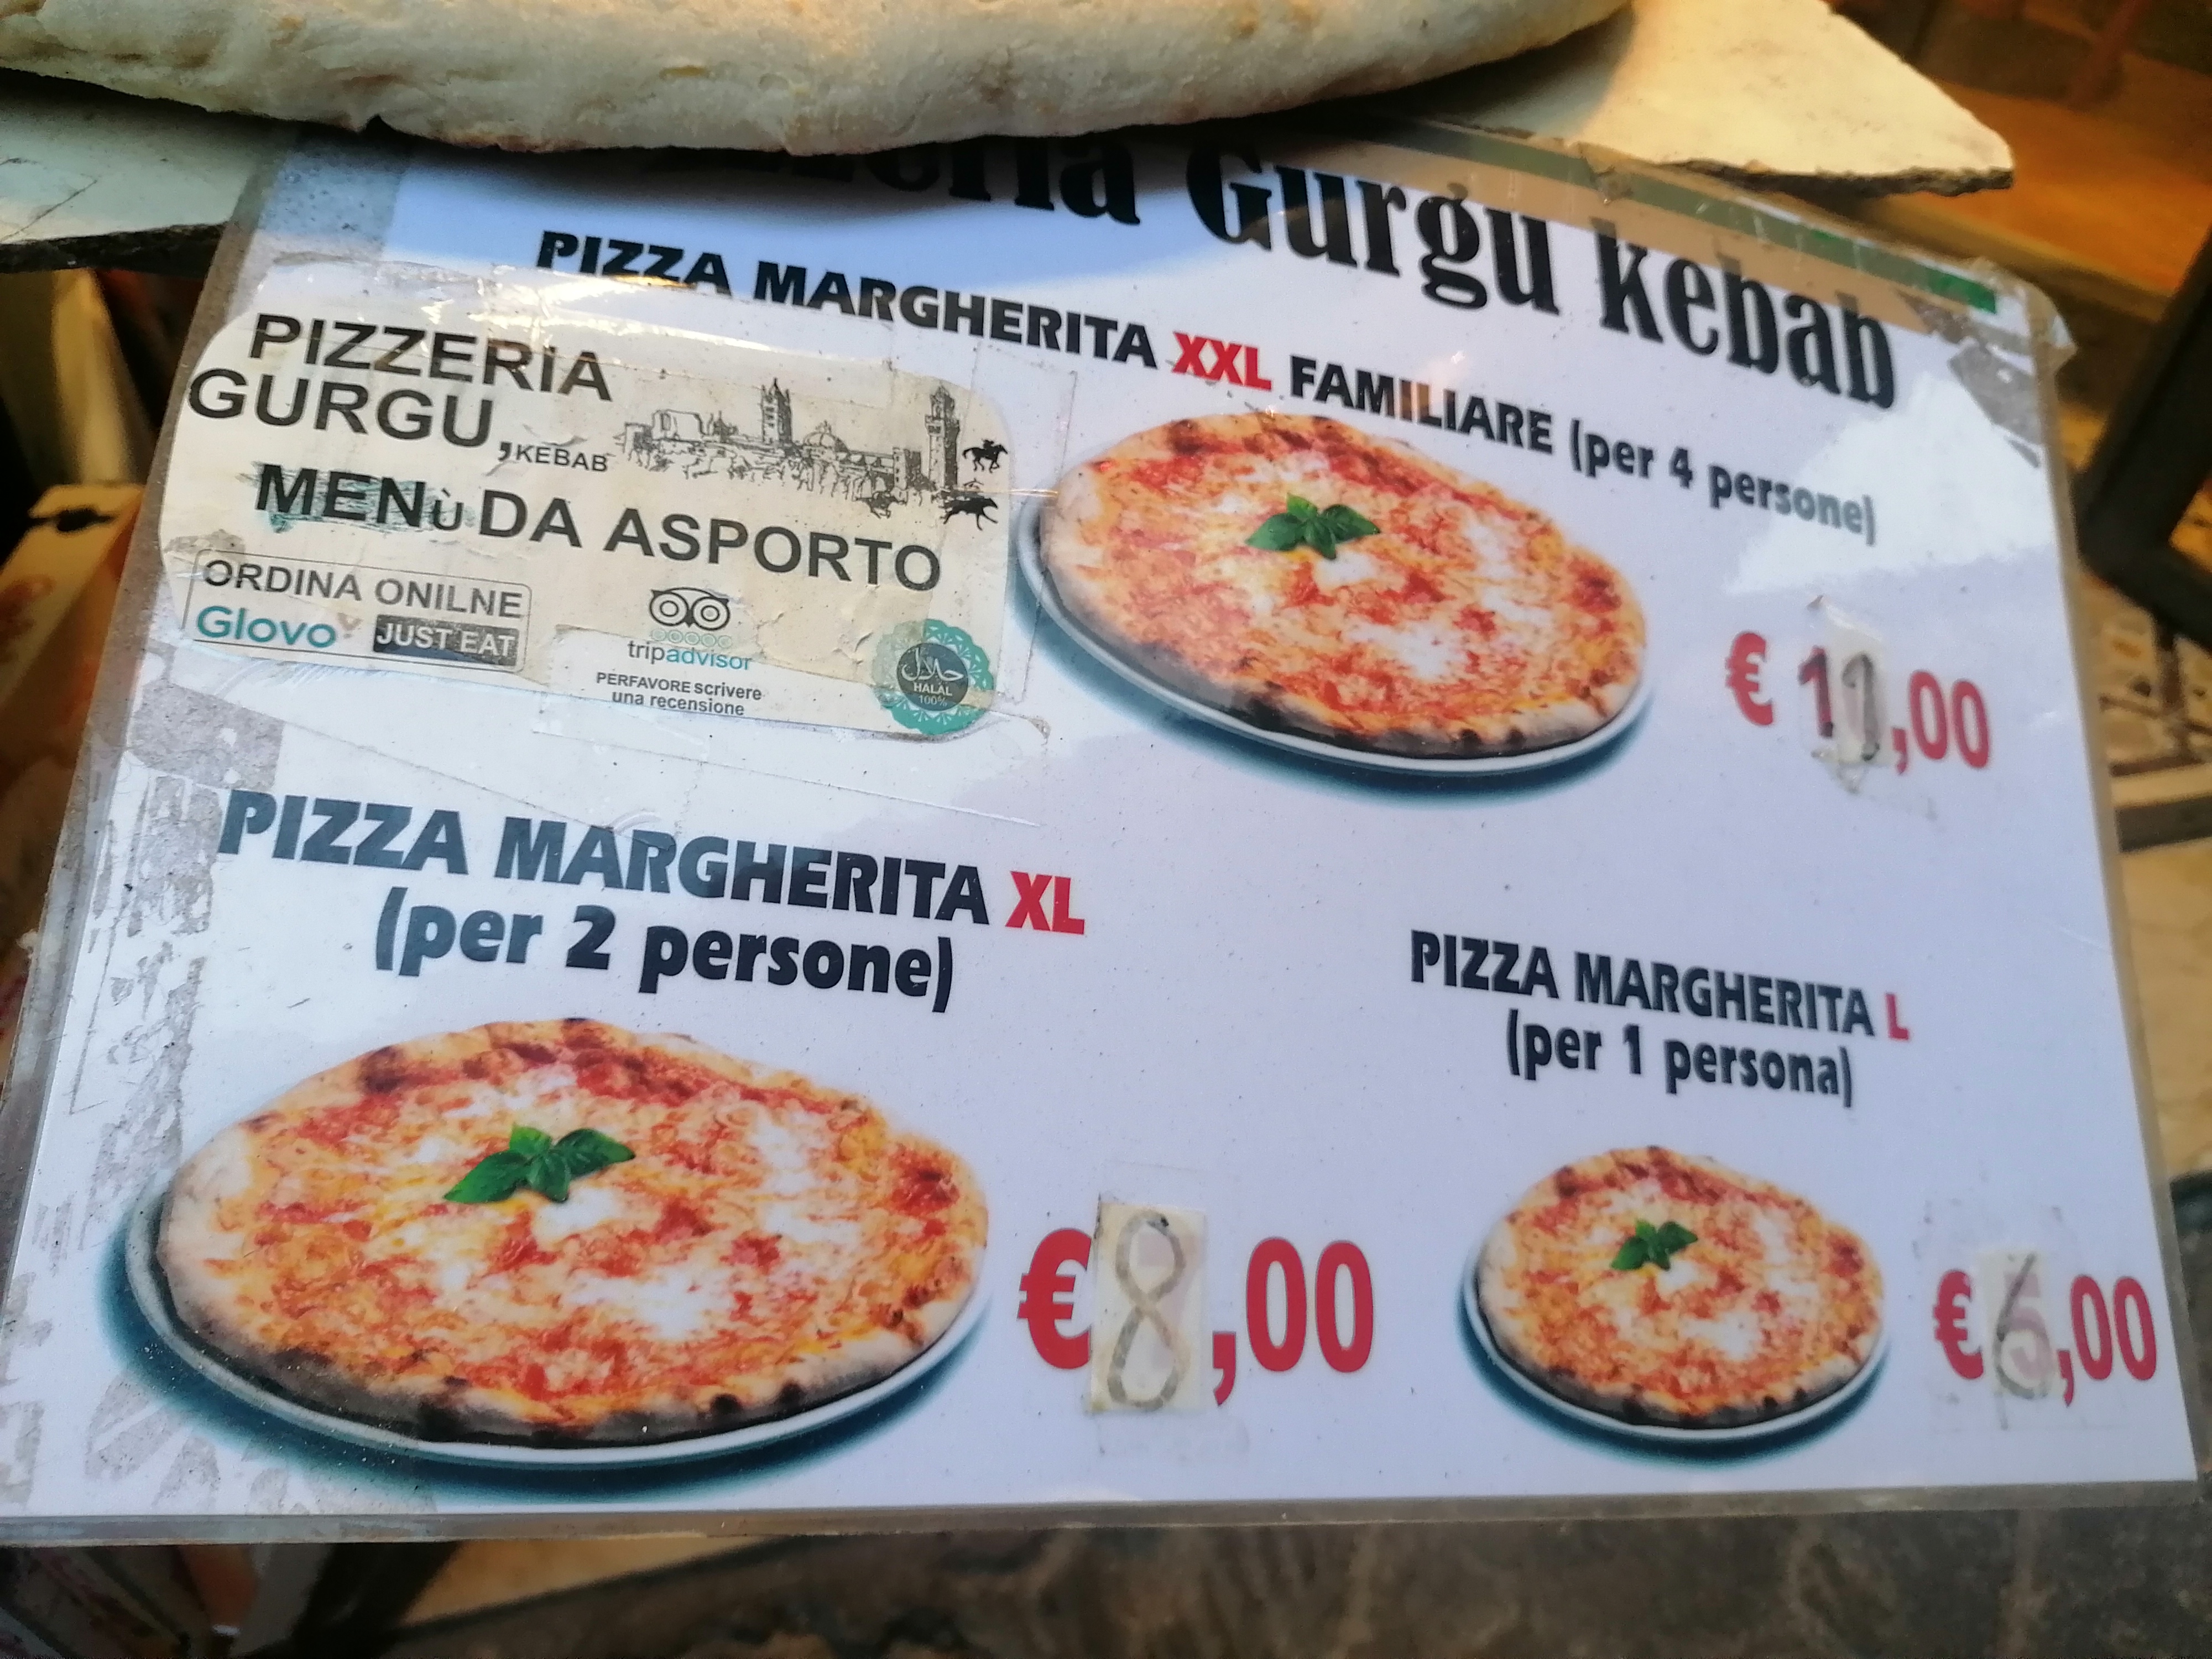 Gurgu Kebab
PIZZA MARGHERITA XXL FAMILIARE (per 4 persone)
PIZZERIA
GURGU, KEBAB
MENù DA ASPORTO
ORDINA ONILNE
Glovo JUST EAT
tripadvisor
PERFAVORE scrivere
una recensione
حلال
HALAL
100%
€ 11,00
PIZZA MARGHERITA XL
(per 2 persone)
€8,00
PIZZA MARGHERITA L
(per 1 persona)
€6,00